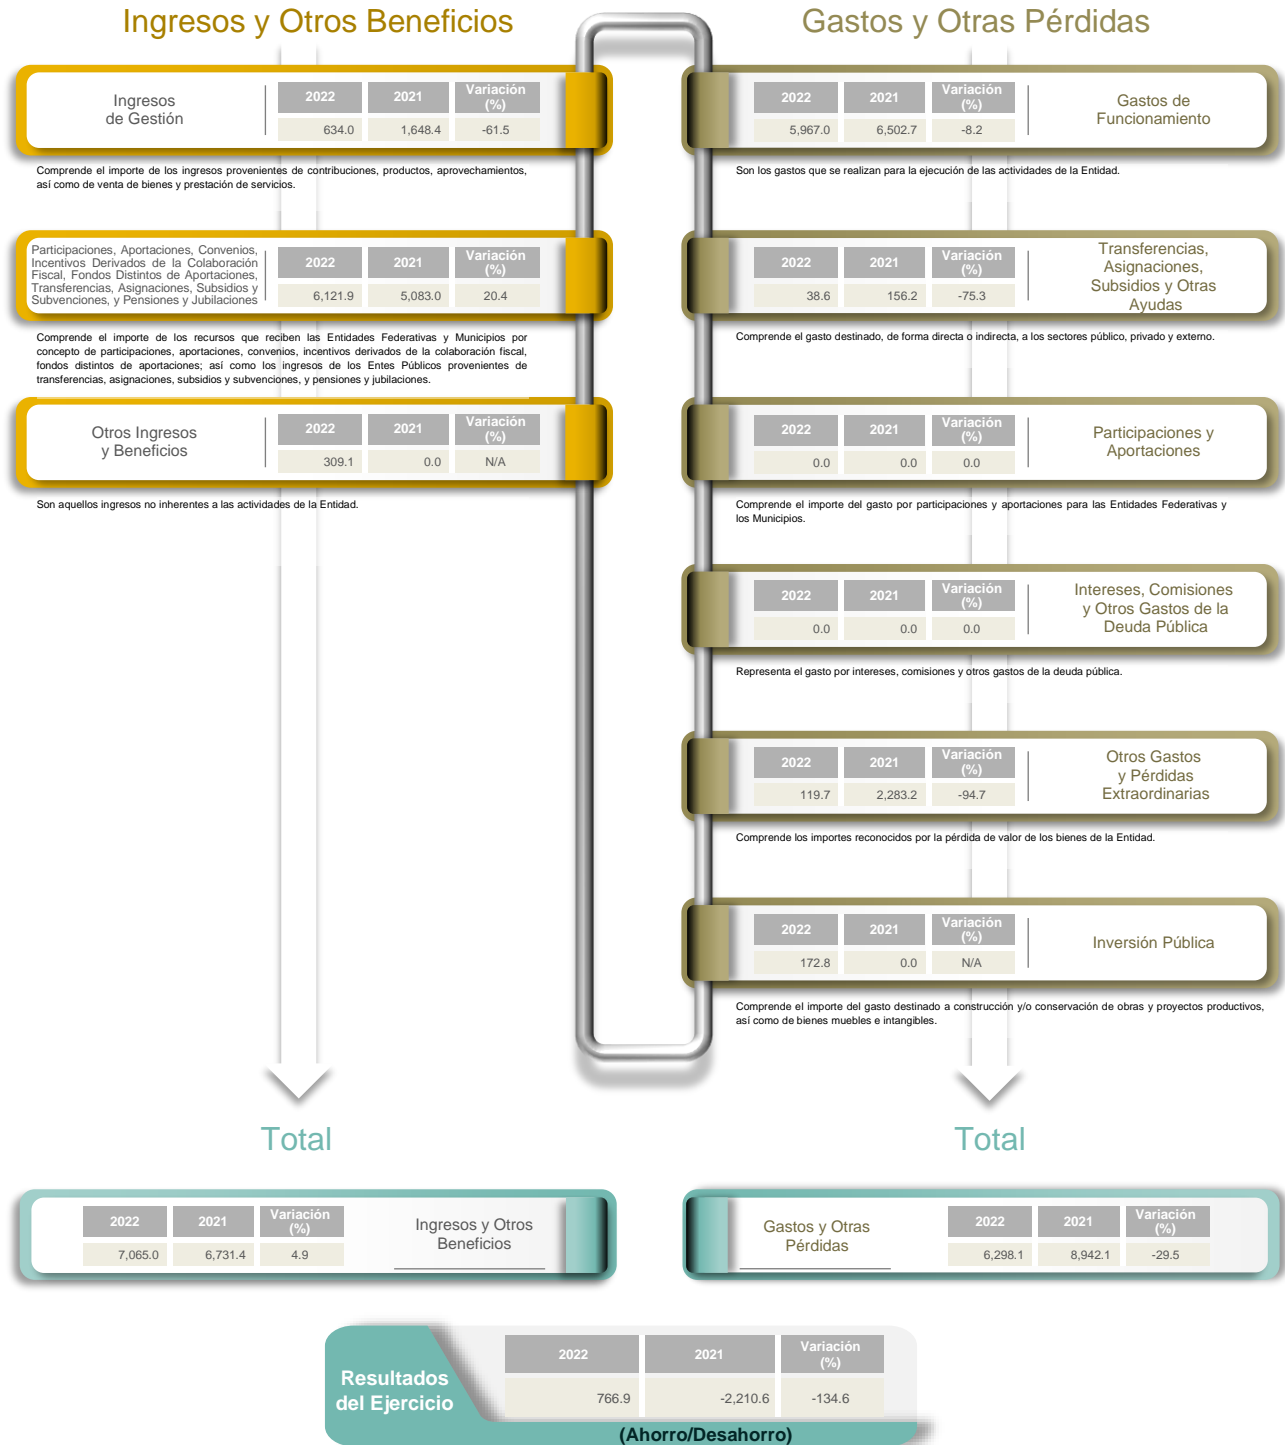 Ingresos y Otros Beneficios
Ingresos
de Gestión
2022 2021 Variación
(%)
634.0 1,648.4 -61.5
Comprende el importe de los ingresos provenientes de contribuciones, productos, aprovechamientos,
así como de venta de bienes y prestación de servicios.
Participaciones, Aportaciones, Convenios,
Incentivos Derivados de la Colaboración
Fiscal, Fondos Distintos de Aportaciones,
Transferencias, Asignaciones, Subsidios y
Subvenciones, y Pensiones y Jubilaciones
2022 2021 Variación
(%)
6,121.9 5,083.0 20.4
Comprende el importe de los recursos que reciben las Entidades Federativas y Municipios por
concepto de participaciones, aportaciones, convenios, incentivos derivados de la colaboración fiscal,
fondos distintos de aportaciones; así como los ingresos de los Entes Públicos provenientes de
transferencias, asignaciones, subsidios y subvenciones, y pensiones y jubilaciones.
Otros Ingresos
y Beneficios
2022 2021 Variación
(%)
309.1 0.0 N/A
Son aquellos ingresos no inherentes a las actividades de la Entidad.
Gastos y Otras Pérdidas
2022 2021 Variación
(%)
5,967.0 6,502.7 -8.2
Gastos de
Funcionamiento
Son los gastos que se realizan para la ejecución de las actividades de la Entidad.
2022 2021 Variación
(%)
38.6 156.2 -75.3
Transferencias,
Asignaciones,
Subsidios y Otras
Ayudas
Comprende el gasto destinado, de forma directa o indirecta, a los sectores público, privado y externo.
2022 2021 Variación
(%)
0.0 0.0 0.0
Participaciones y
Aportaciones
Comprende el importe del gasto por participaciones y aportaciones para las Entidades Federativas y
los Municipios.
2022 2021 Variación
(%)
0.0 0.0 0.0
Intereses, Comisiones
y Otros Gastos de la
Deuda Pública
Representa el gasto por intereses, comisiones y otros gastos de la deuda pública.
2022 2021 Variación
(%)
119.7 2,283.2 -94.7
Otros Gastos
y Pérdidas
Extraordinarias
Comprende los importes reconocidos por la pérdida de valor de los bienes de la Entidad.
2022 2021 Variación
(%)
172.8 0.0 N/A
Inversión Pública
Comprende el importe del gasto destinado a construcción y/o conservación de obras y proyectos productivos,
así como de bienes muebles e intangibles.
Total
2022 2021 Variación
(%)
7,065.0 6,731.4 4.9
Ingresos y Otros
Beneficios
Total
Gastos y Otras
Pérdidas
2022 2021 Variación
(%)
6,298.1 8,942.1 -29.5
Resultados
del Ejercicio
2022 2021 Variación
(%)
766.9 -2,210.6 -134.6
(Ahorro/Desahorro)